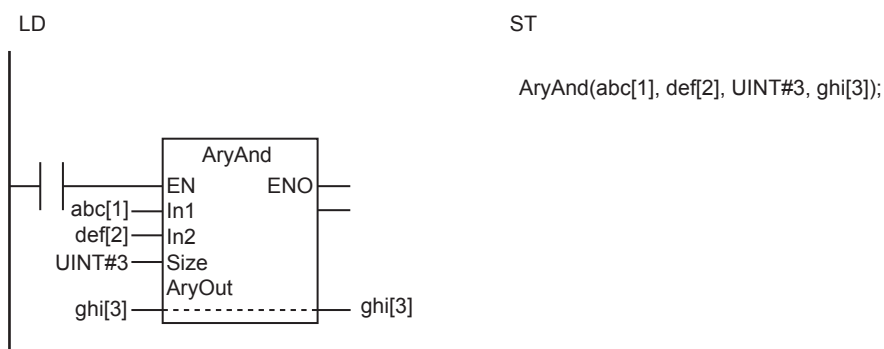 LD
ST
AryAnd(abc[1], def[2], UINT#3, ghi[3]);
AryAnd
EN ENO
abc[1] In1
def[2] In2
UINT#3 Size
AryOut
ghi[3] ghi[3]